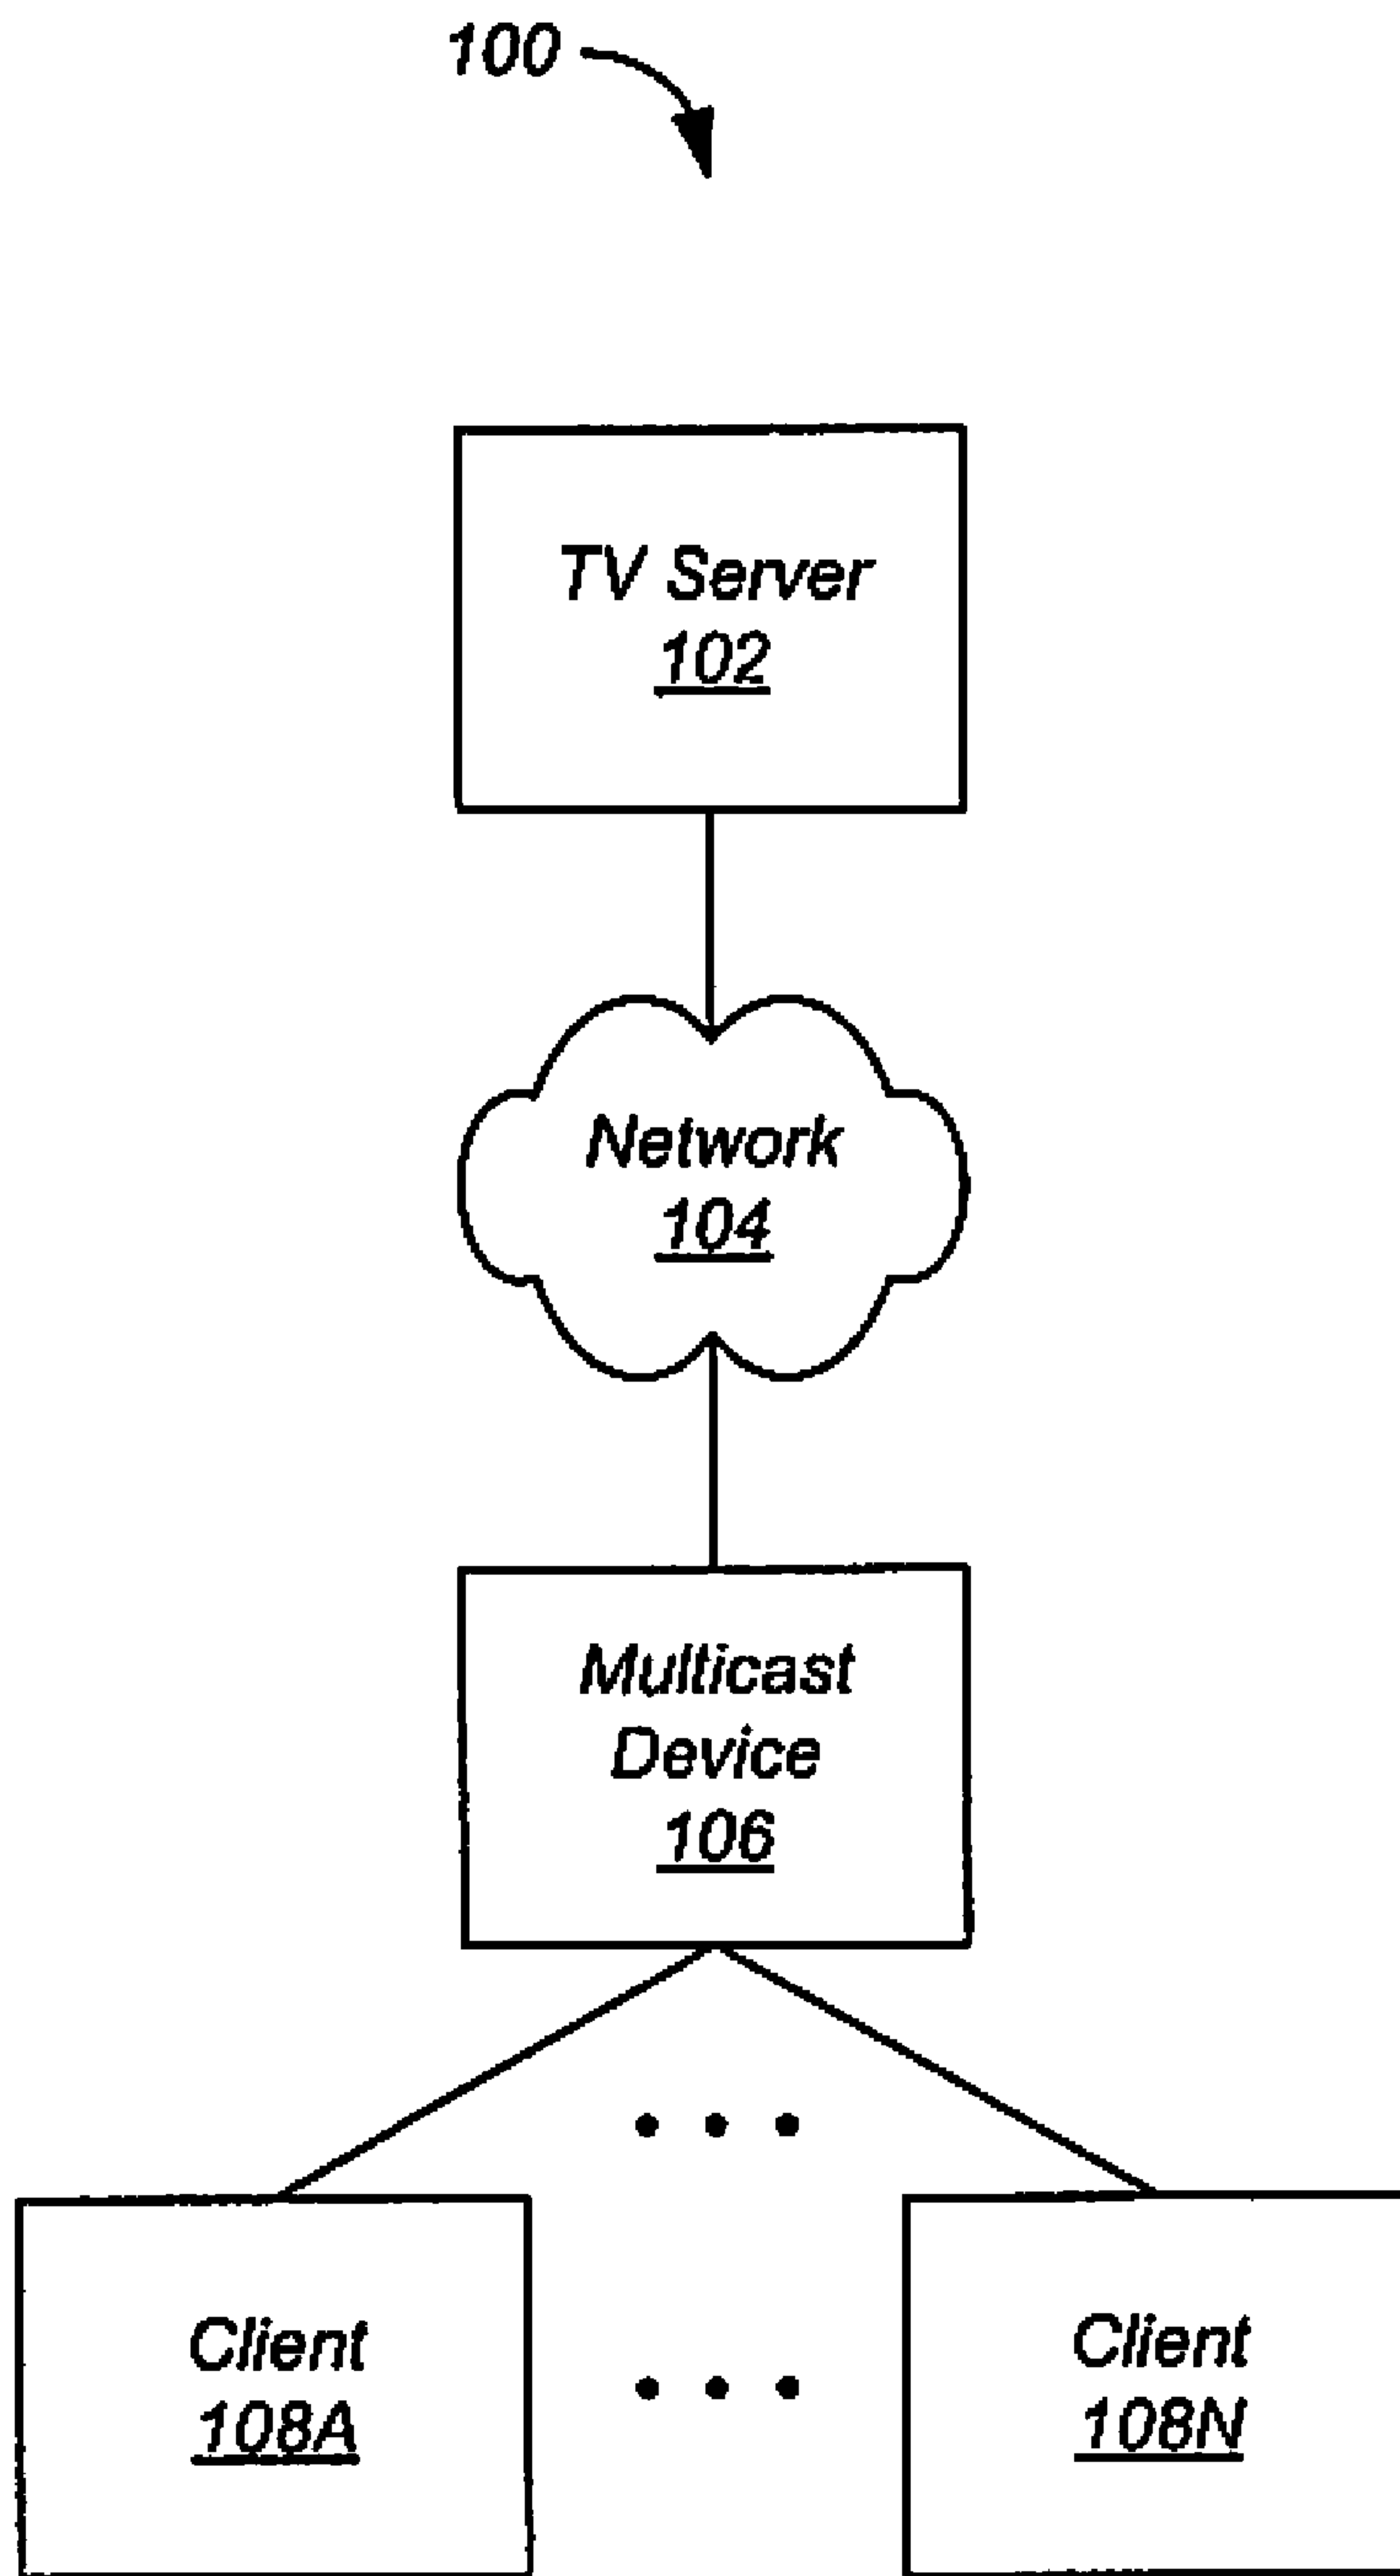 100
TV Server
102
Network
104
Multicast
Device
106
Client
108A
Client
108N